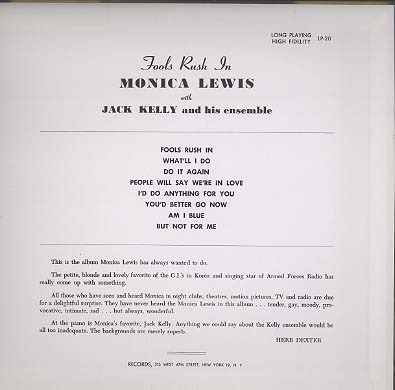 LONG PLAYING
HIGH FIDELITY LP-20
Fools Rush In
MONICA LEWIS
with
JACK KELLY and his ensemble
FOOLS RUSH IN
WHAT'LL I DO
DO IT AGAIN
PEOPLE WILL SAY WE'RE IN LOVE
I'D DO ANYTHING FOR YOU
YOU'D BETTER GO NOW
AM I BLUE
BUT NOT FOR ME
This is the album Monica Lewis has always wanted to do.
The petite, blonde and lovely favorite of the G.I.'s in Korea and singing star of Armed Forces Radio has
really come up with something.
All those who have seen and heard Monica in night clubs, theatres, motion pictures, TV and radio are due
for a delightful surprise. They have never heard the Monica Lewis in this album . . . tender, gay, moody, pro-
vocative, intimate, and . . . but always, wonderful.
At the piano is Monica's favorite, Jack Kelly. Anything we could say about the Kelly ensemble would be
all too inadequate. The backgrounds are merely superb.
HERB DEXTER
RECORDS, 315 WEST 47th STREET, NEW YORK 19, N. Y.